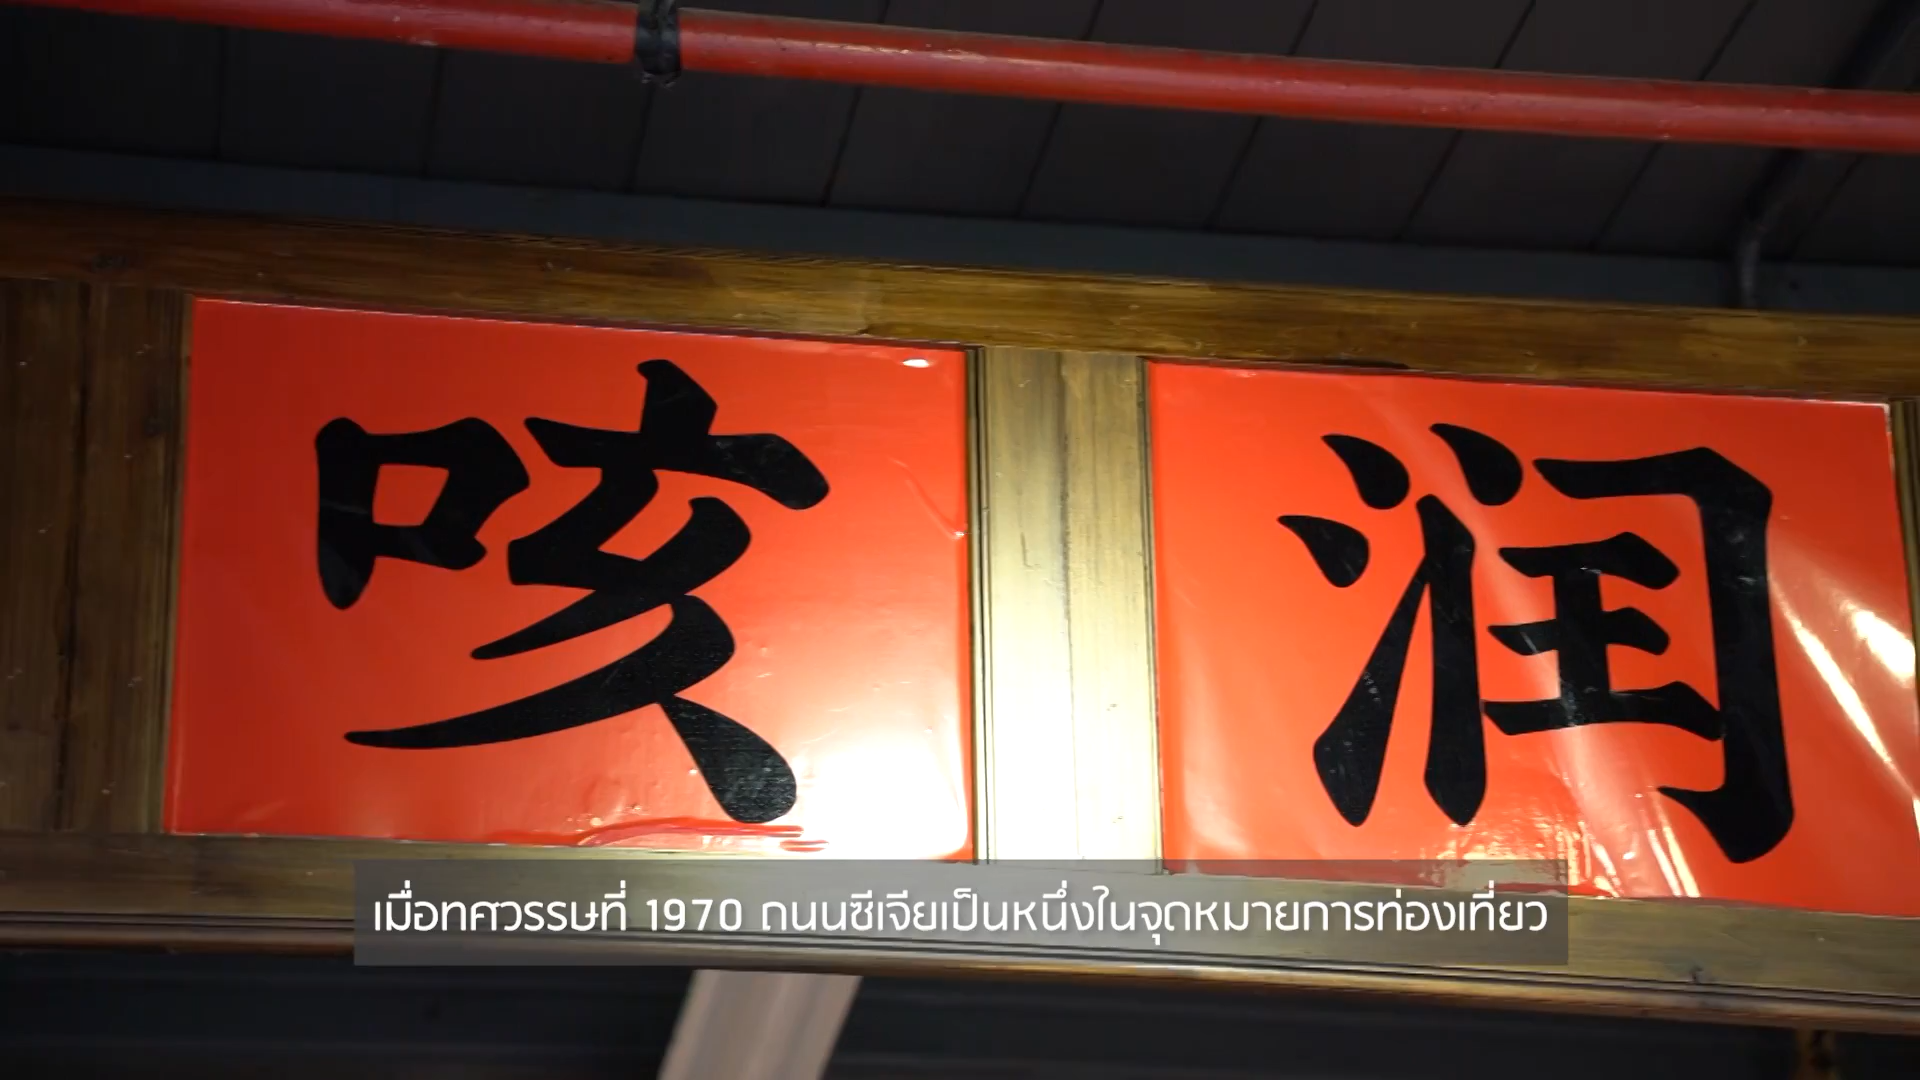 咳 润
เมื่อทศวรรษที่ 1970 ถนนซีเจียเป็นหนึ่งในจุดหมายการท่องเที่ยว